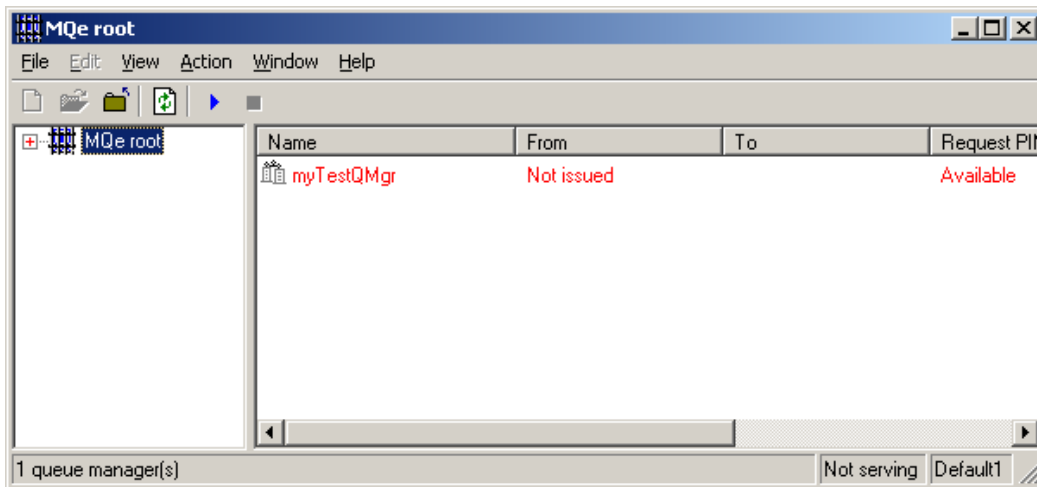 MQe root
File Edit View Action Window Help
MQe root
Name From To Request PI
myTestQMgr Not issued Available
1 queue manager(s) Not serving Default1